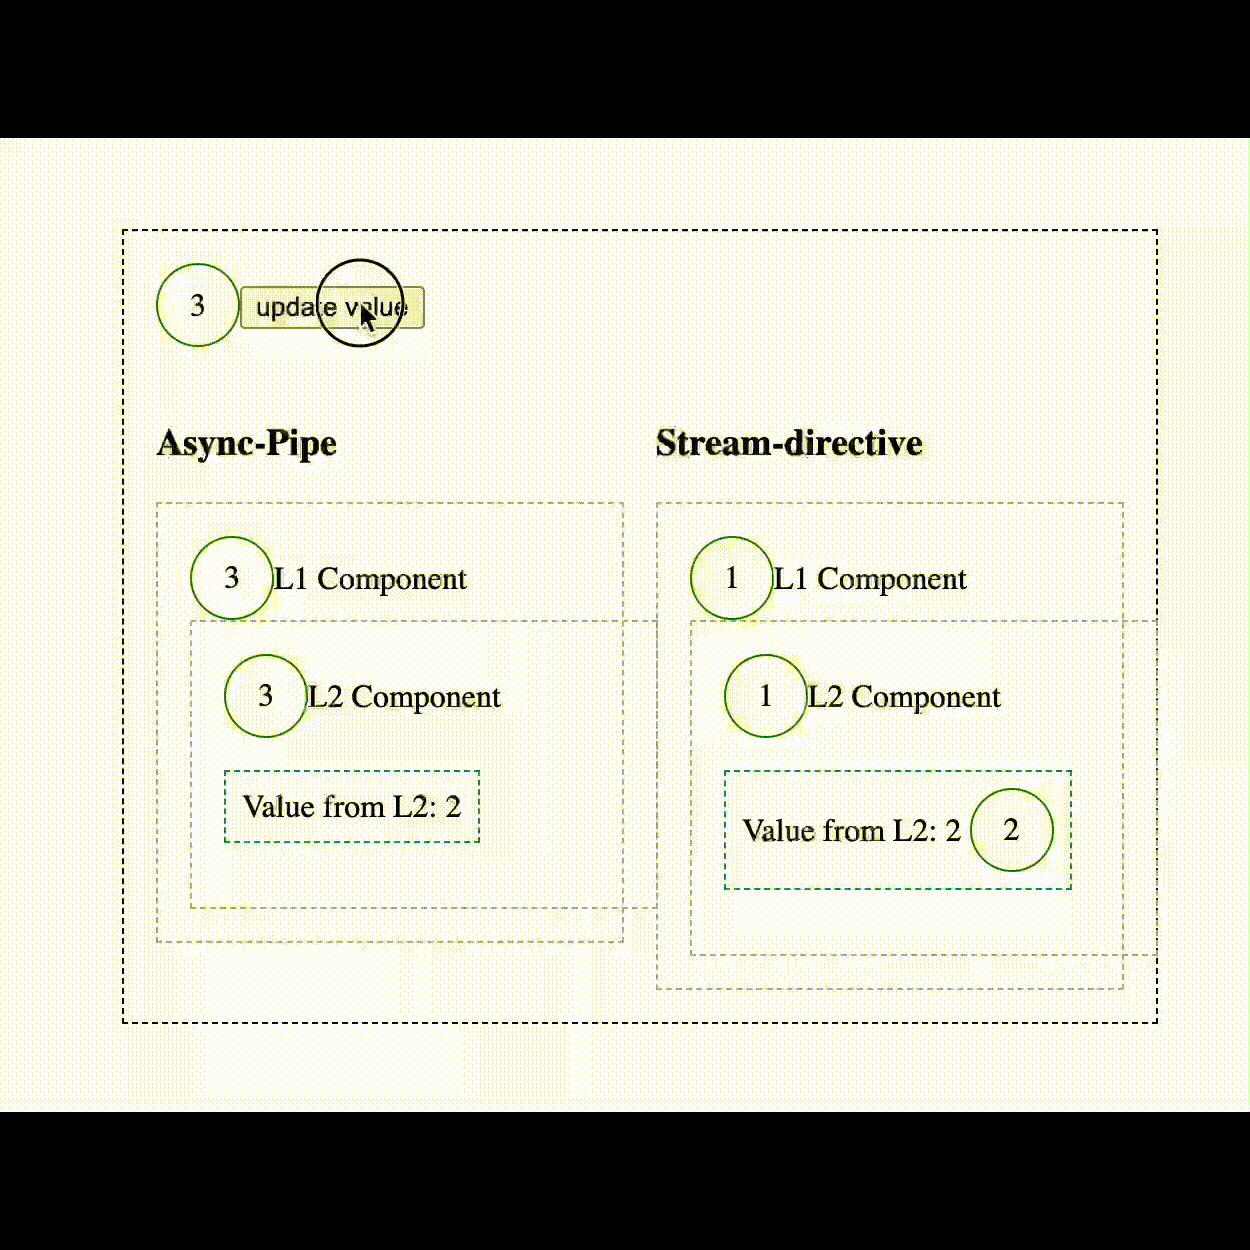 3 update value
Async-Pipe
3 L1 Component
3 L2 Component
Value from L2: 2
Stream-directive
1 L1 Component
1 L2 Component
Value from L2: 2 2